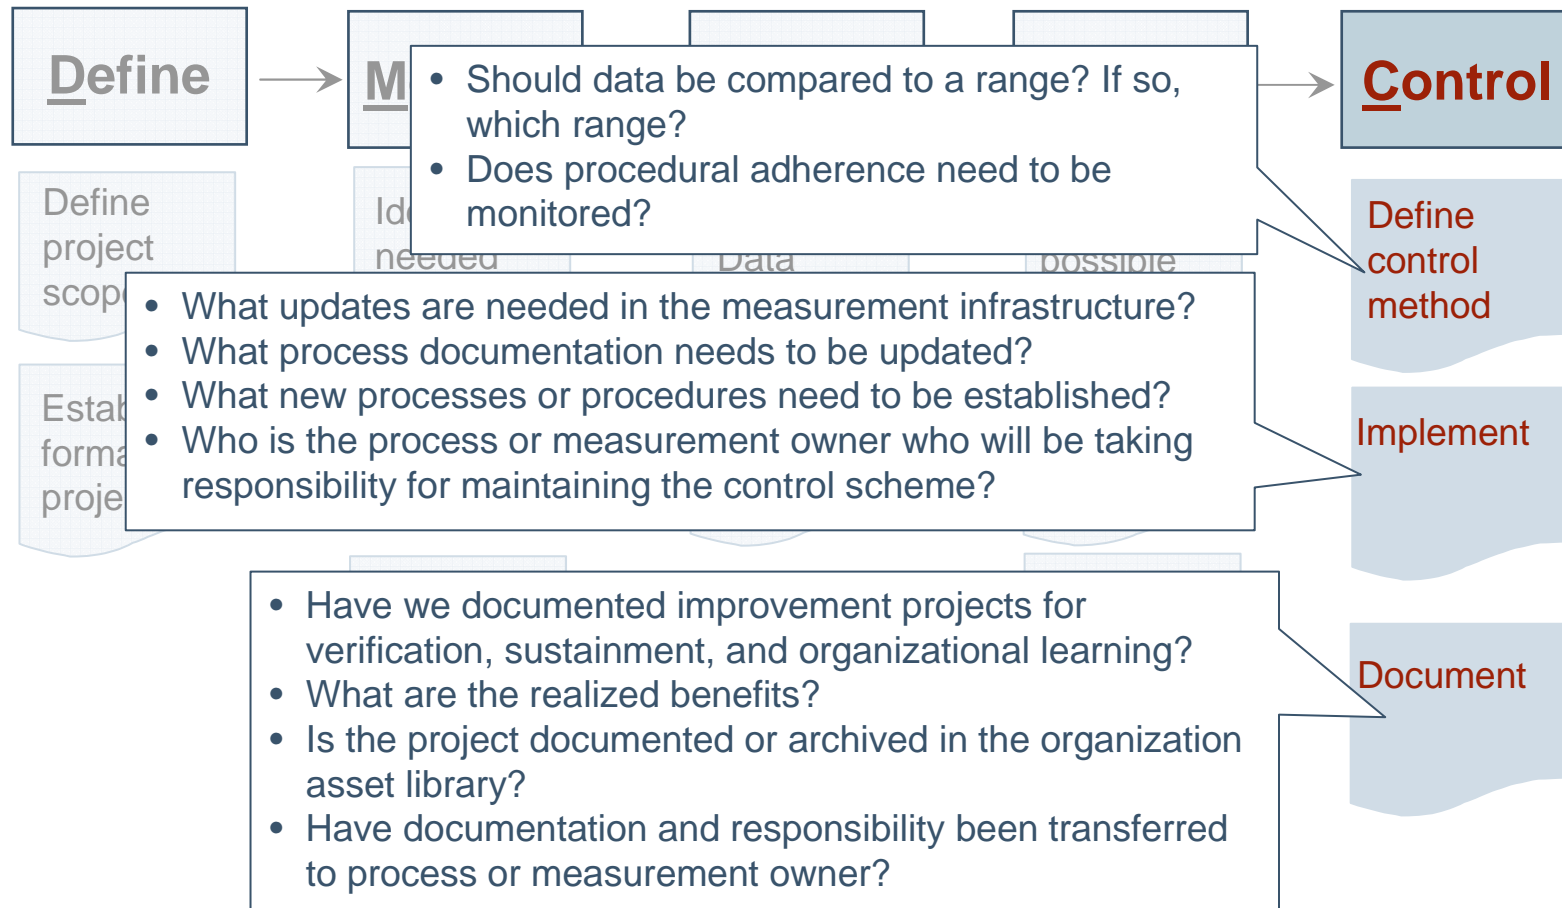 Define
Control
Should data be compared to a range? If so,
which range?
Does procedural adherence need to be
monitored?
Define
project
needed
Data
possible
Define
control
method
What updates are needed in the measurement infrastructure?
What process documentation needs to be updated?
What new processes or procedures need to be established?
Who is the process or measurement owner who will be taking
responsibility for maintaining the control scheme?
Implement
Have we documented improvement projects for
verification, sustainment, and organizational learning?
What are the realized benefits?
Is the project documented or archived in the organization
asset library?
Have documentation and responsibility been transferred
to process or measurement owner?
Document